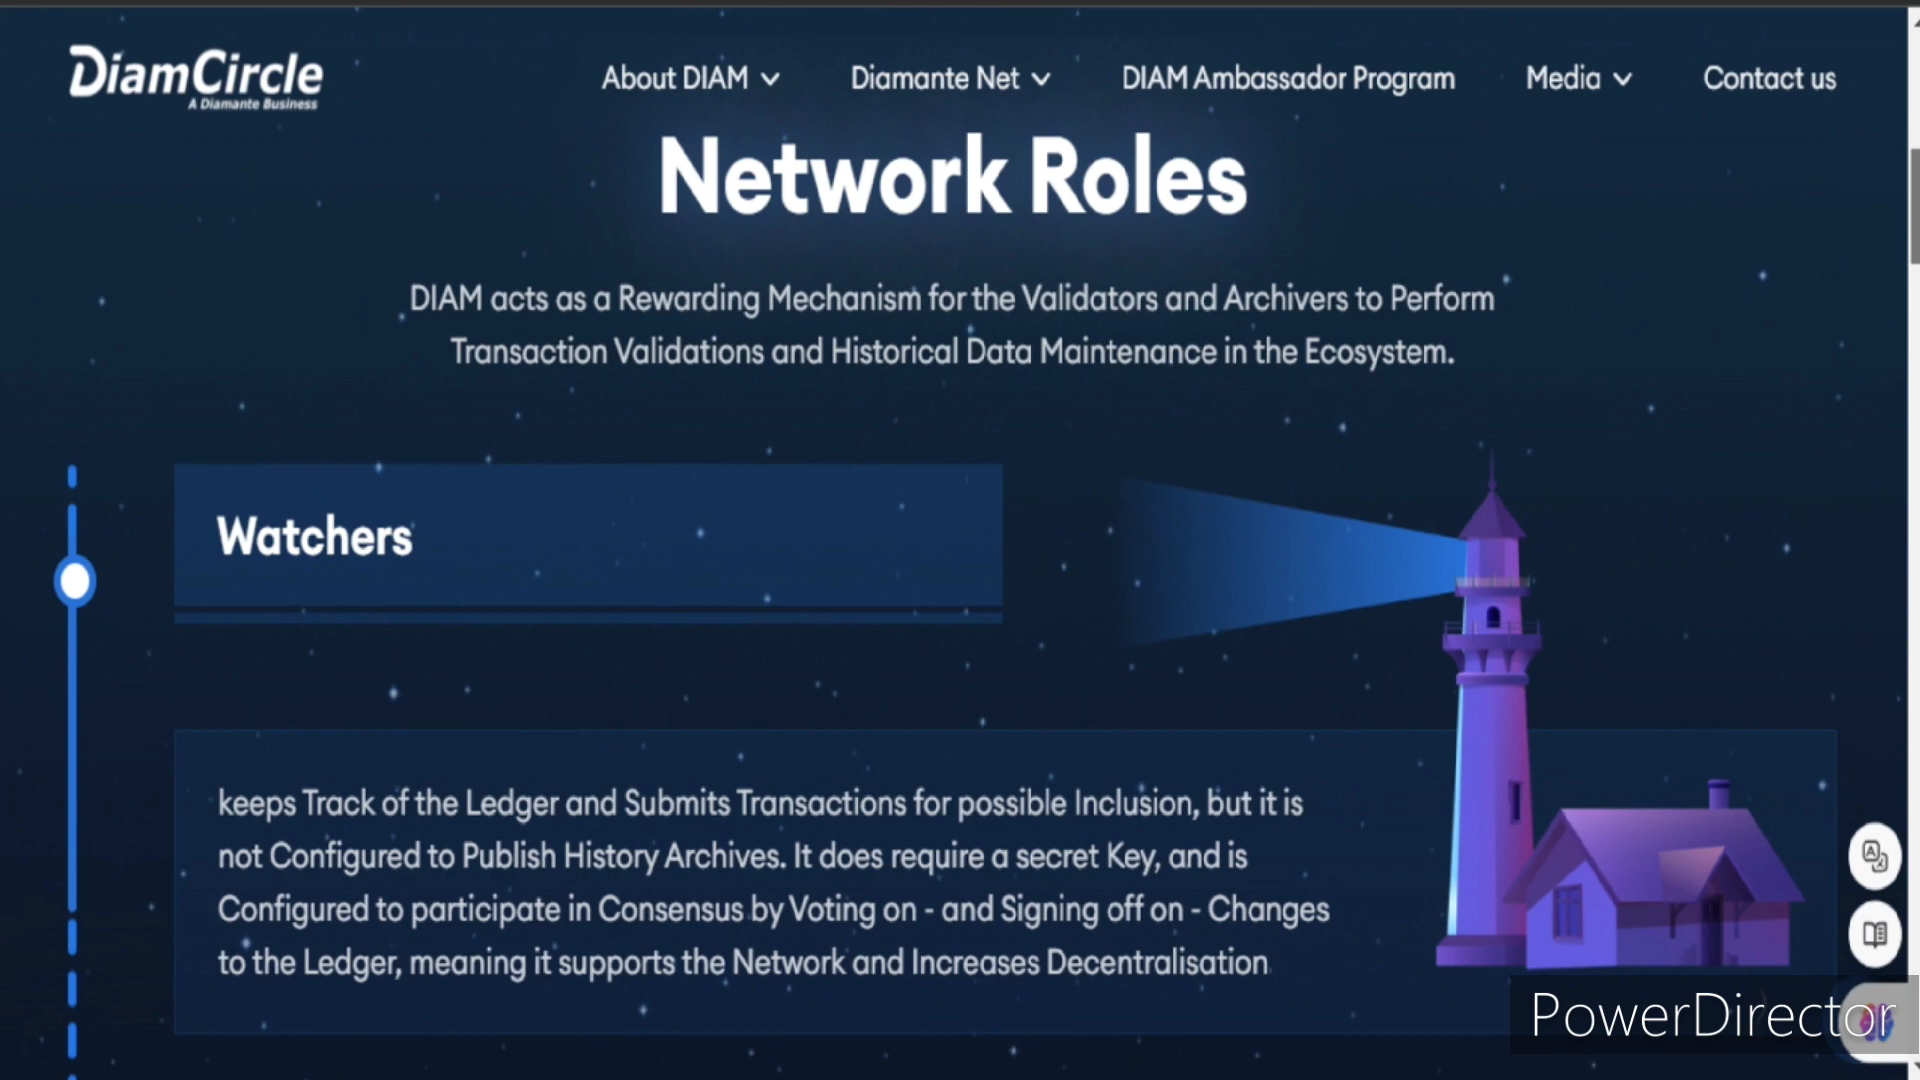 DiamCircle
A Diamante Business
About DIAM
Diamante Net
DIAM Ambassador Program
Media
Contact us
Network Roles
DIAM acts as a Rewarding Mechanism for the Validators and Archivers to Perform
Transaction Validations and Historical Data Maintenance in the Ecosystem.
Watchers
keeps Track of the Ledger and Submits Transactions for possible Inclusion, but it is
not Configured to Publish History Archives. It does require a secret Key, and is
Configured to participate in Consensus by Voting on - and Signing off on - Changes
to the Ledger, meaning it supports the Network and Increases Decentralisation
PowerDirector